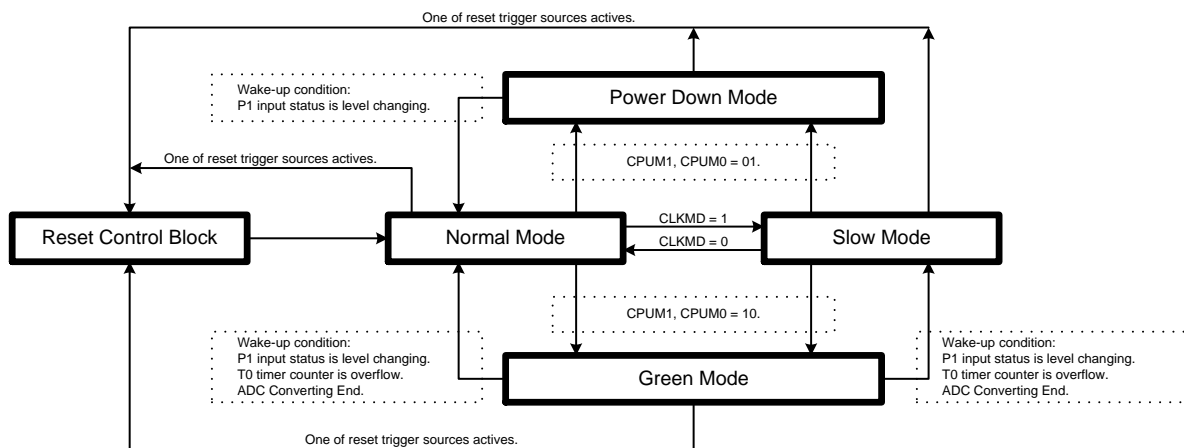 One of reset trigger sources actives.
Wake-up condition:
P1 input status is level changing.
Power Down Mode
One of reset trigger sources actives.
CPUM1, CPUM0 = 01.
Reset Control Block
Normal Mode
CLKMD = 1
CLKMD = 0
Slow Mode
CPUM1, CPUM0 = 10.
Wake-up condition:
P1 input status is level changing.
T0 timer counter is overflow.
ADC Converting End.
Green Mode
Wake-up condition:
P1 input status is level changing.
T0 timer counter is overflow.
ADC Converting End.
One of reset trigger sources actives.